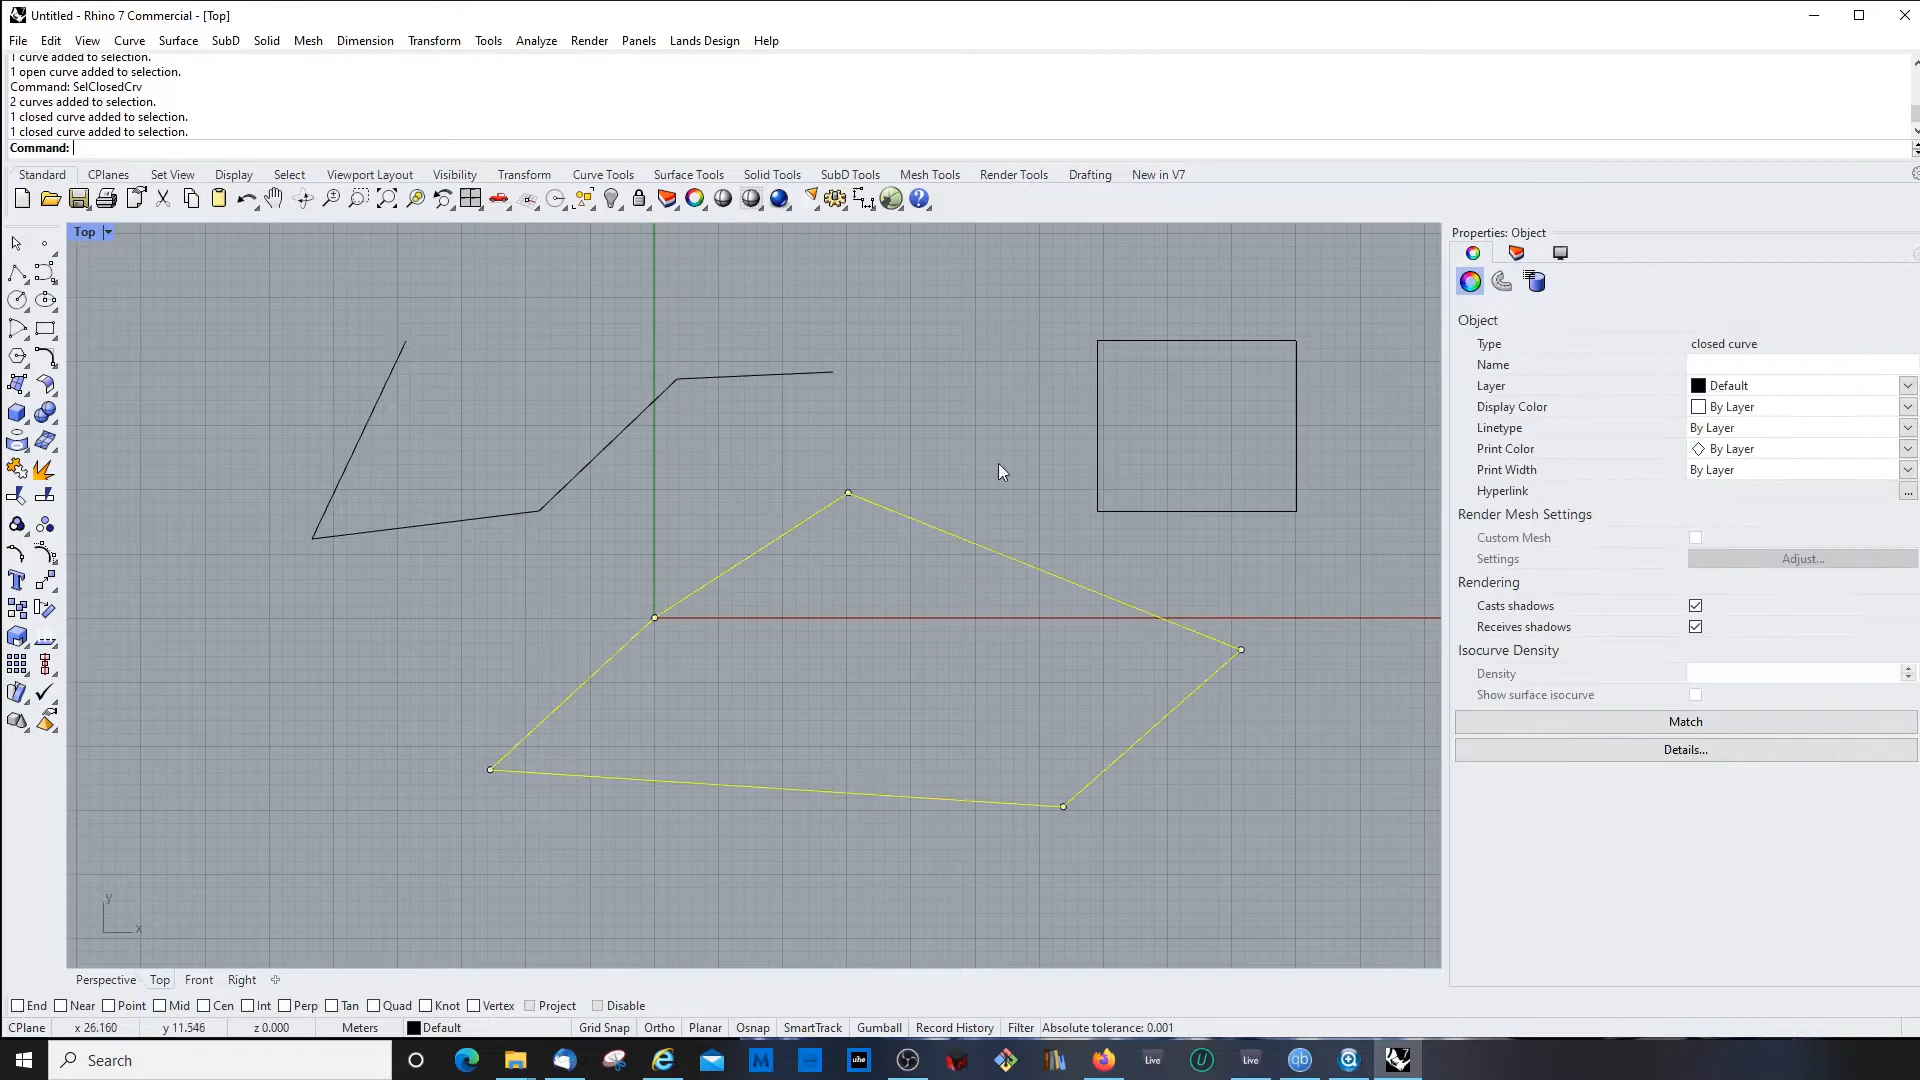 Untitled - Rhino 7 Commercial - [Top]
File Edit View Curve Surface SubD Solid Mesh Dimension Transform Tools Analyze Render Panels Lands Design Help
1 curve added to selection.
1 open curve added to selection.
Command: SelClosedCrv
2 curves added to selection.
1 closed curve added to selection.
1 closed curve added to selection.
Command:
Standard CPlanes Set View Display Select Viewport Layout Visibility Transform Curve Tools Surface Tools Solid Tools SubD Tools Mesh Tools Render Tools Drafting New in V7
Top
Properties: Object
Object
Type closed curve
Name
Layer Default
Display Color By Layer
Linetype By Layer
Print Color By Layer
Print Width By Layer
Hyperlink ...
Render Mesh Settings
Custom Mesh
Settings Adjust...
Rendering
Casts shadows
Receives shadows
Isocurve Density
Density
Show surface isocurve
Match
Details...
y
x
Perspective Top Front Right
End Near Point Mid Cen Int Perp Tan Quad Knot Vertex Project Disable
CPlane x 26.160 y 11.546 z 0.000 Meters Default Grid Snap Ortho Planar Osnap SmartTrack Gumball Record History Filter Absolute tolerance: 0.001
Search uhe Live Live qb